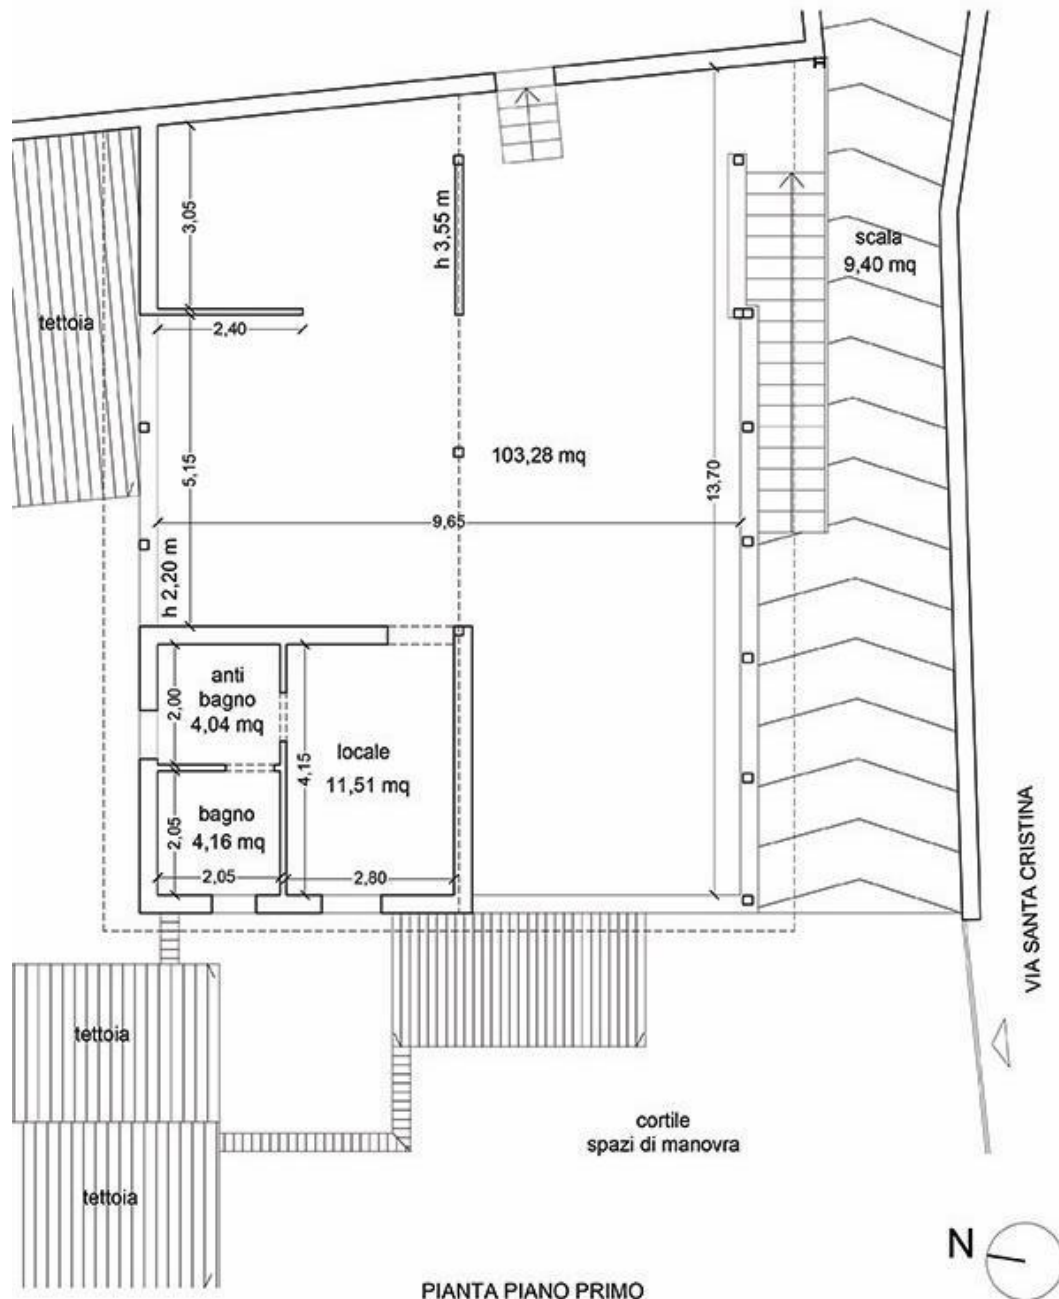 3,05
h 3,55 m
scala
9,40 mq
tettoia
2,40
103,28 mq
5,15
13,70
9,65
h 2,20 m
anti
bagno
4,04 mq
2,00
locale
11,51 mq
4,15
bagno
4,16 mq
2,05
2,05
2,80
VIA SANTA CRISTINA
tettoia
cortile
spazi di manovra
tettoia
N
PIANTA PIANO PRIMO